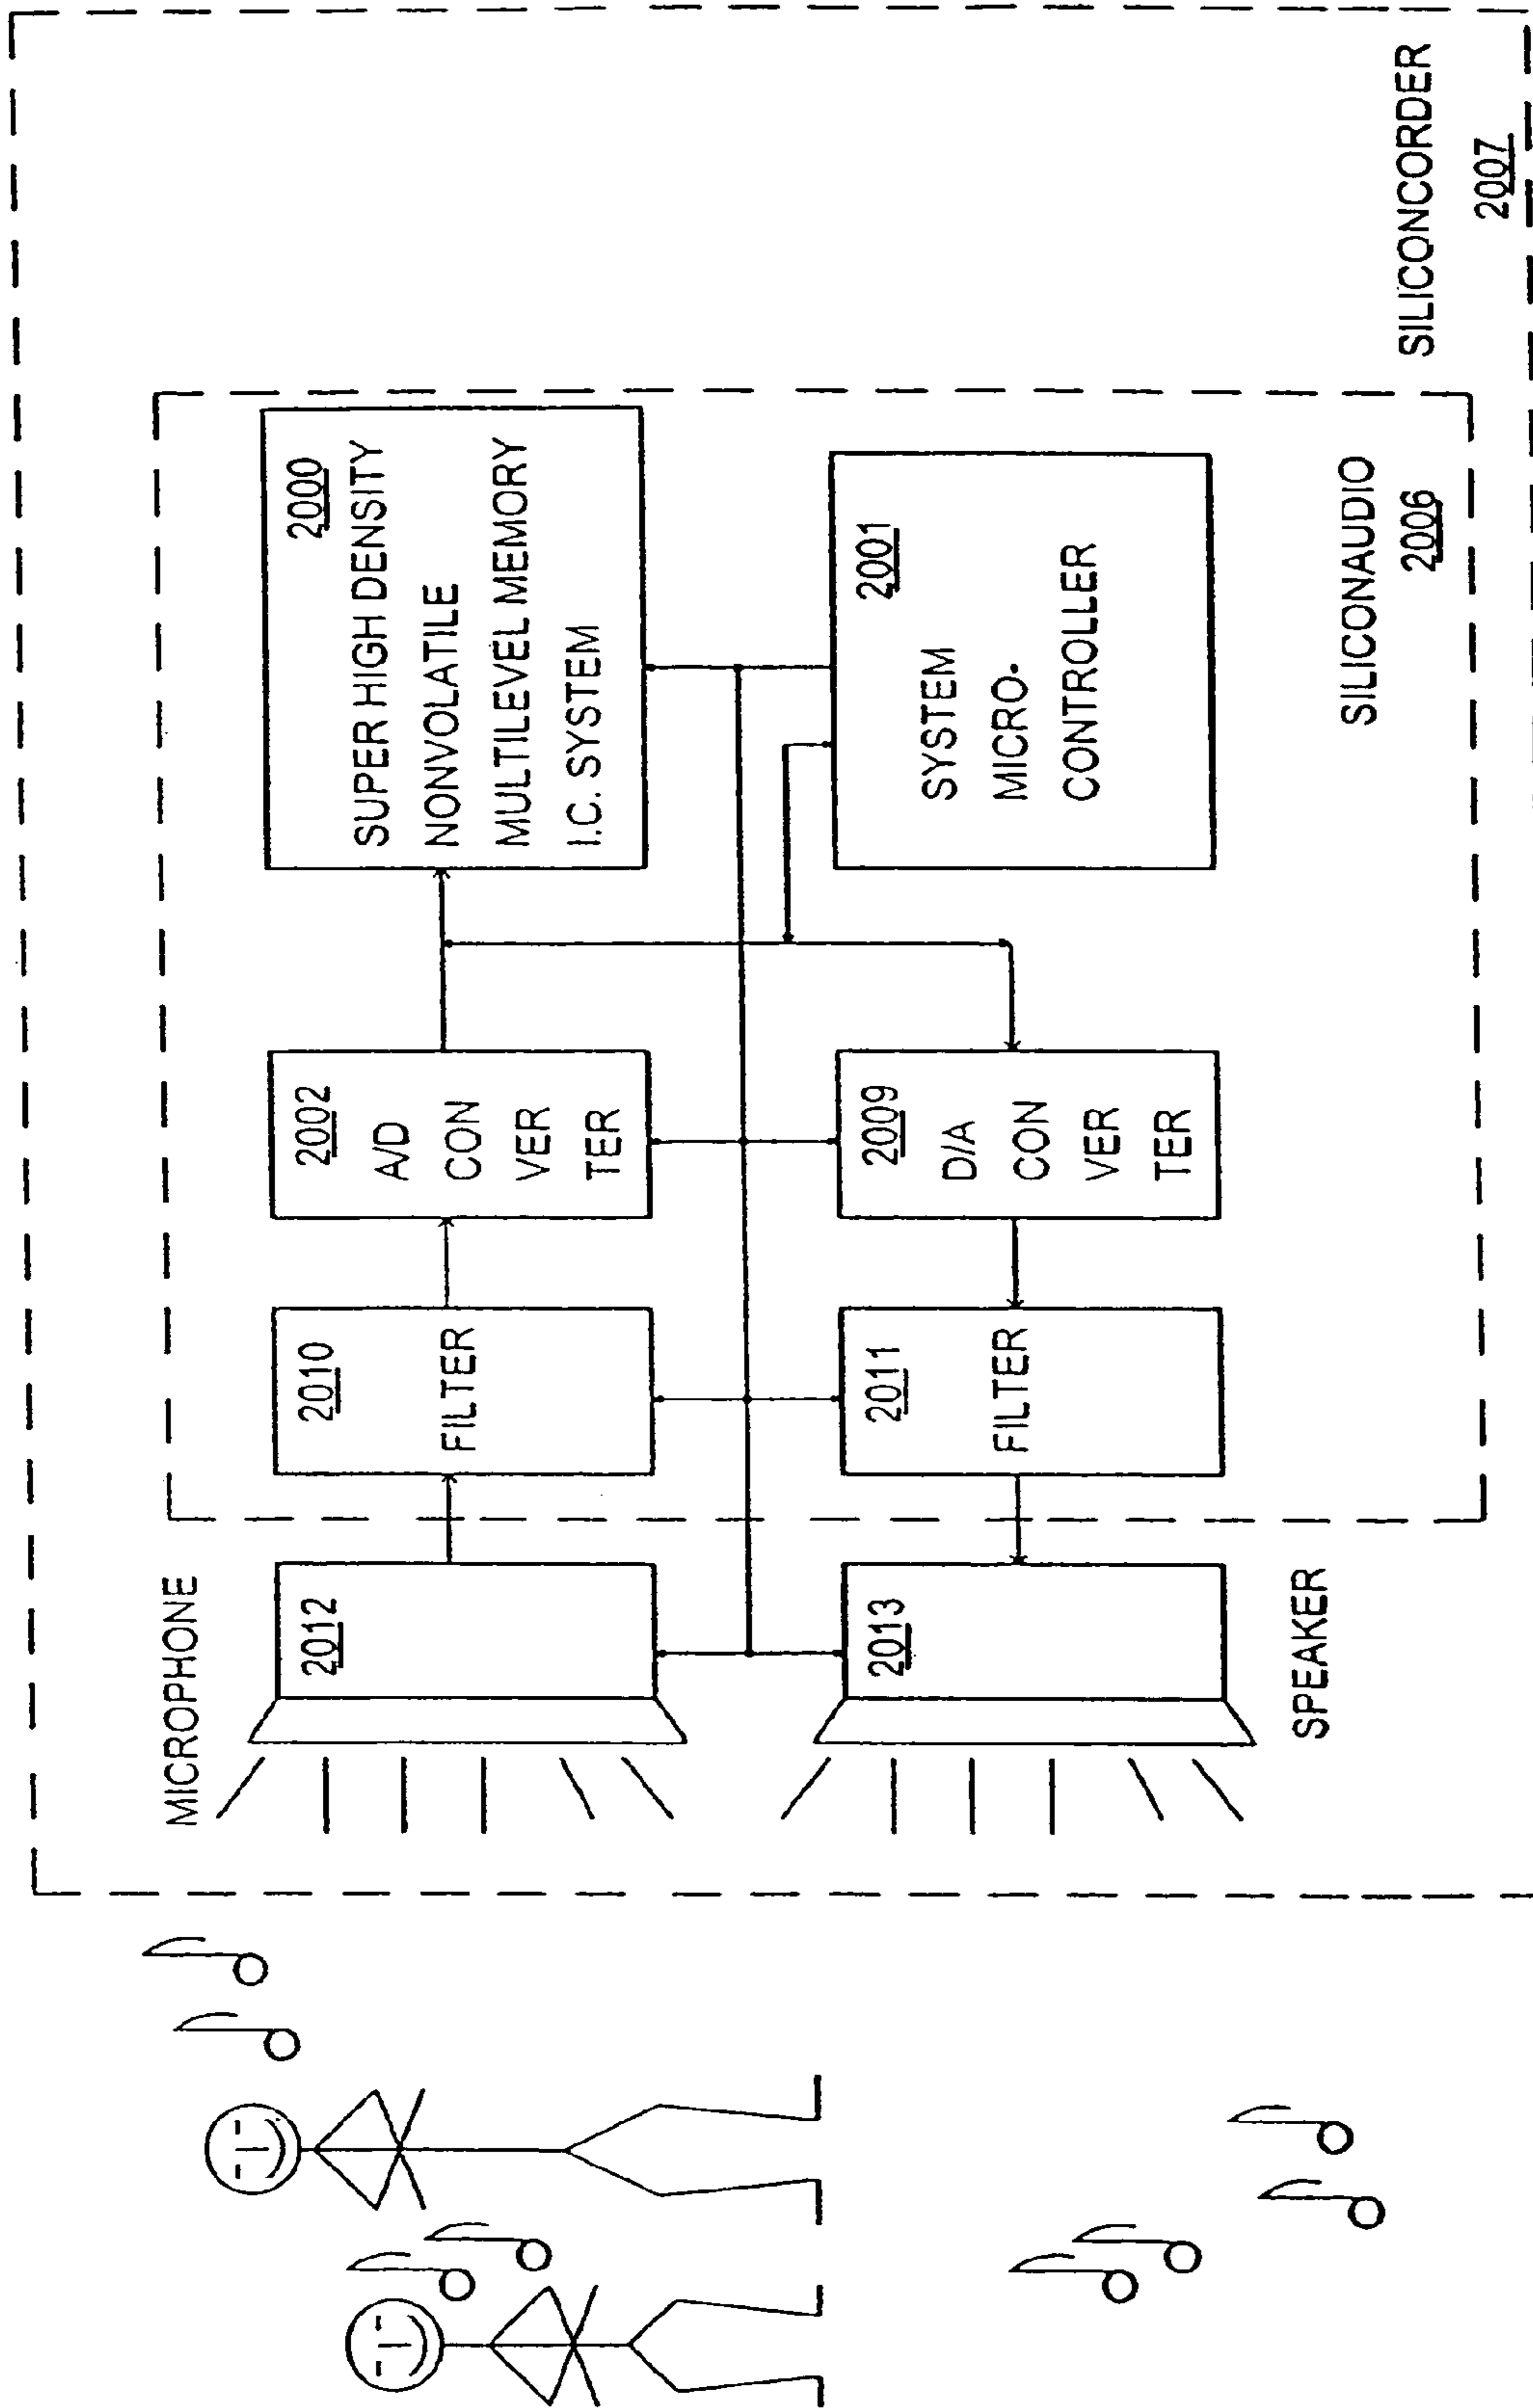 MICROPHONE
2012
2010
FILTER
2002
A/D
CON
VER
TER
2000
SUPER HIGH DENSITY
NONVOLATILE
MULTILEVEL MEMORY
I.C. SYSTEM
2013
SPEAKER
2011
FILTER
2009
D/A
CON
VER
TER
2001
SYSTEM
MICRO-
CONTROLLER
SILICONAUDIO
2006
SILICONCORDER
2007